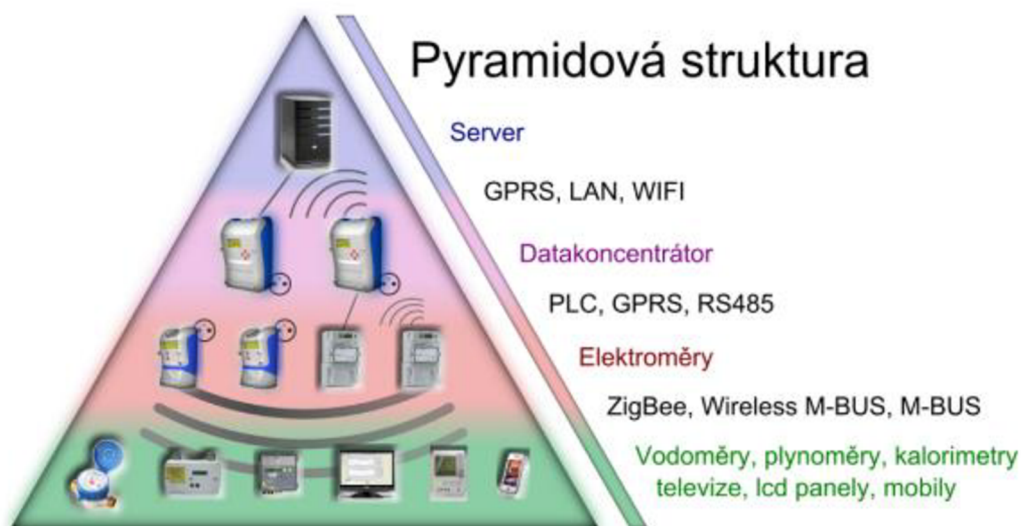 Pyramidová struktura
Server
GPRS, LAN, WIFI
Datakoncentrátor
PLC, GPRS, RS485
Elektroměry
ZigBee, Wireless M-BUS, M-BUS
Vodoměry, plynoměry, kalorimetry
televize, lcd panely, mobily